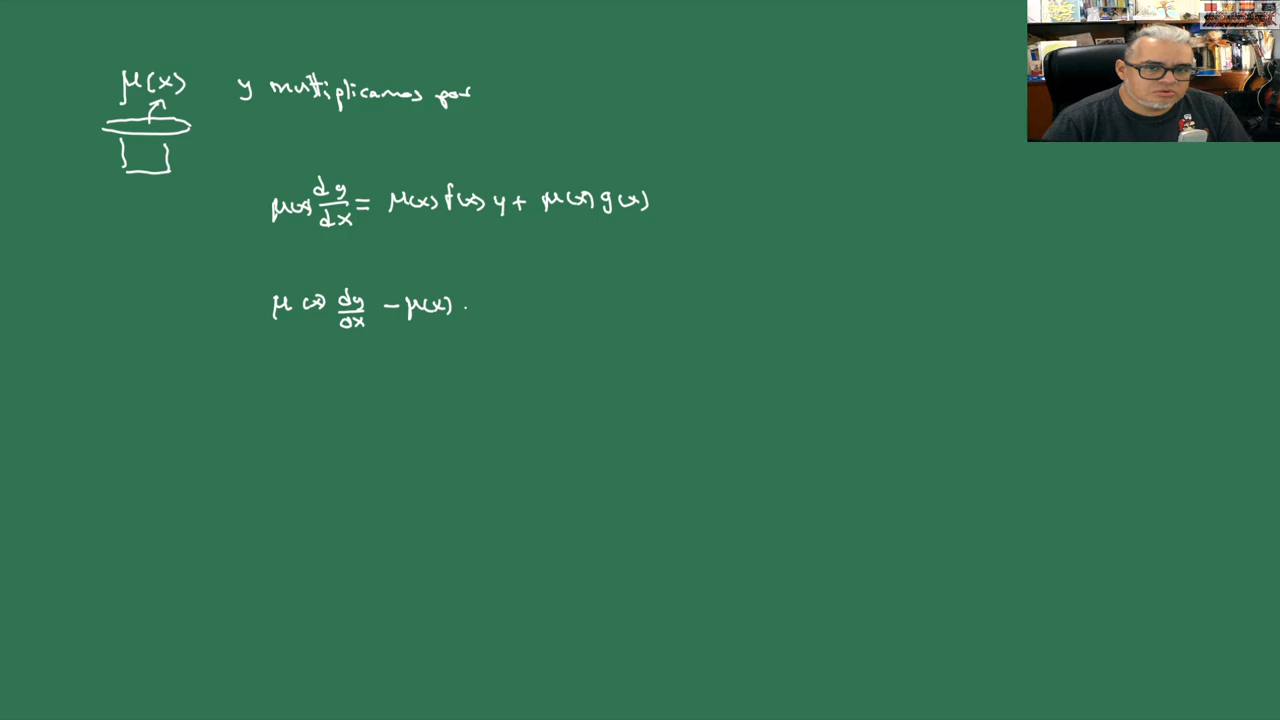 μ(x) y multiplicamos por
μ(x) dy/dx = μ(x) f(x) y + μ(x) g(x)
μ(x) dy/dx - μ(x)